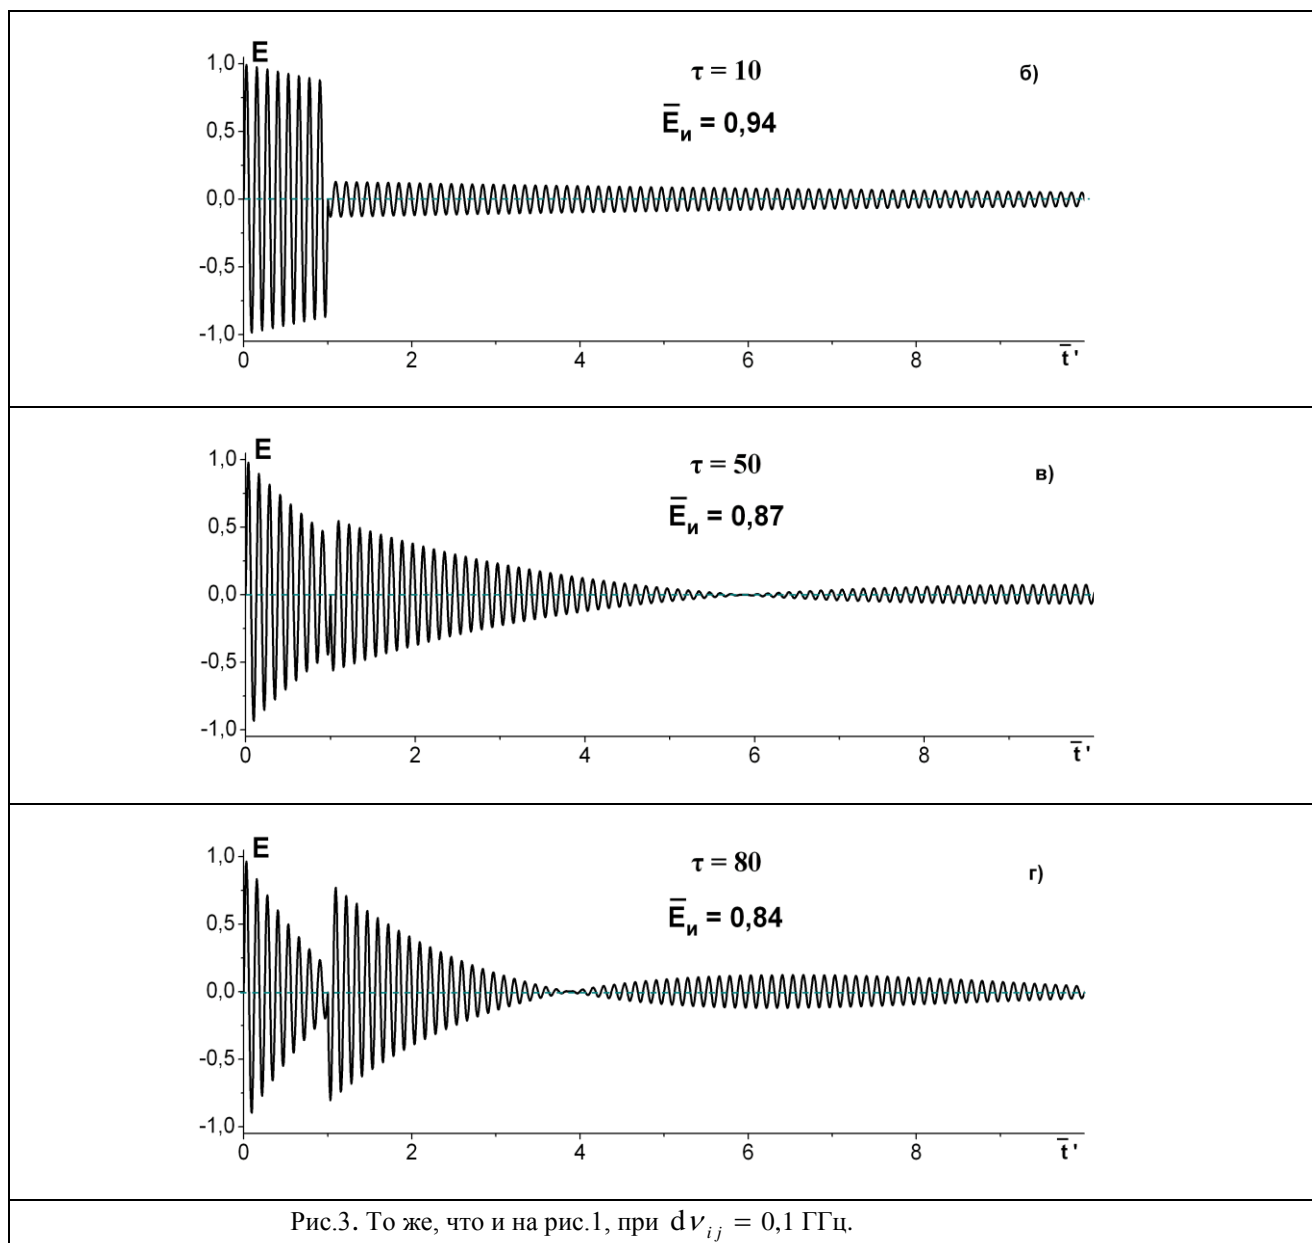 E
τ = 10
б)
E̅и = 0,94
1,0
0,5
0,0
-0,5
-1,0
0 2 4 6 8 t̅ '
E
τ = 50
в)
E̅и = 0,87
1,0
0,5
0,0
-0,5
-1,0
0 2 4 6 8 t̅ '
E
τ = 80
г)
E̅и = 0,84
1,0
0,5
0,0
-0,5
-1,0
0 2 4 6 8 t̅ '
Рис.3. То же, что и на рис.1, при dν_ij = 0,1 ГГц.